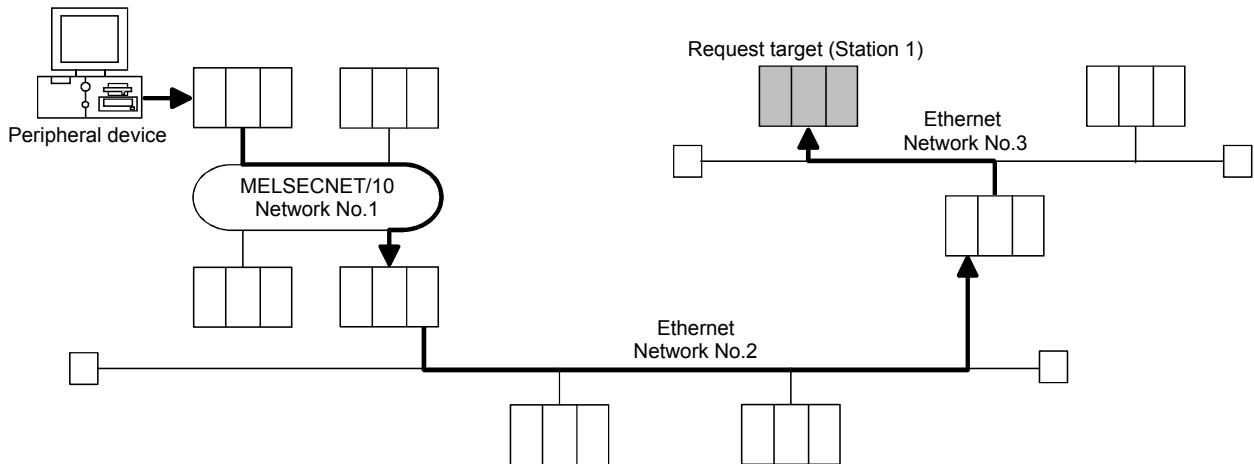 Peripheral device
MELSECNET/10
Network No.1
Request target (Station 1)
Ethernet
Network No.3
Ethernet
Network No.2